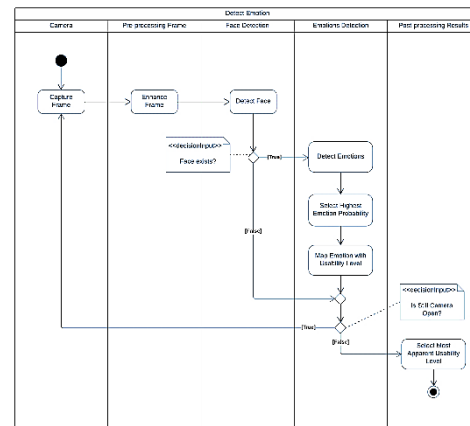 Detect Emotion
Camera
Pre processing Frame
Face Detection
Emotions Detection
Post processing Results
Capture
Frame
Enhance
Frame
Detect Face
<<decisionInput>>
Face exists?
[True]
Detect Emotions
Select Highest
Emotion Probability
[False]
Map Emotion with
Usability Level
<<decisionInput>>
Is Still Camera
Open?
[True]
[False]
Select Most
Apparent Usability
Level